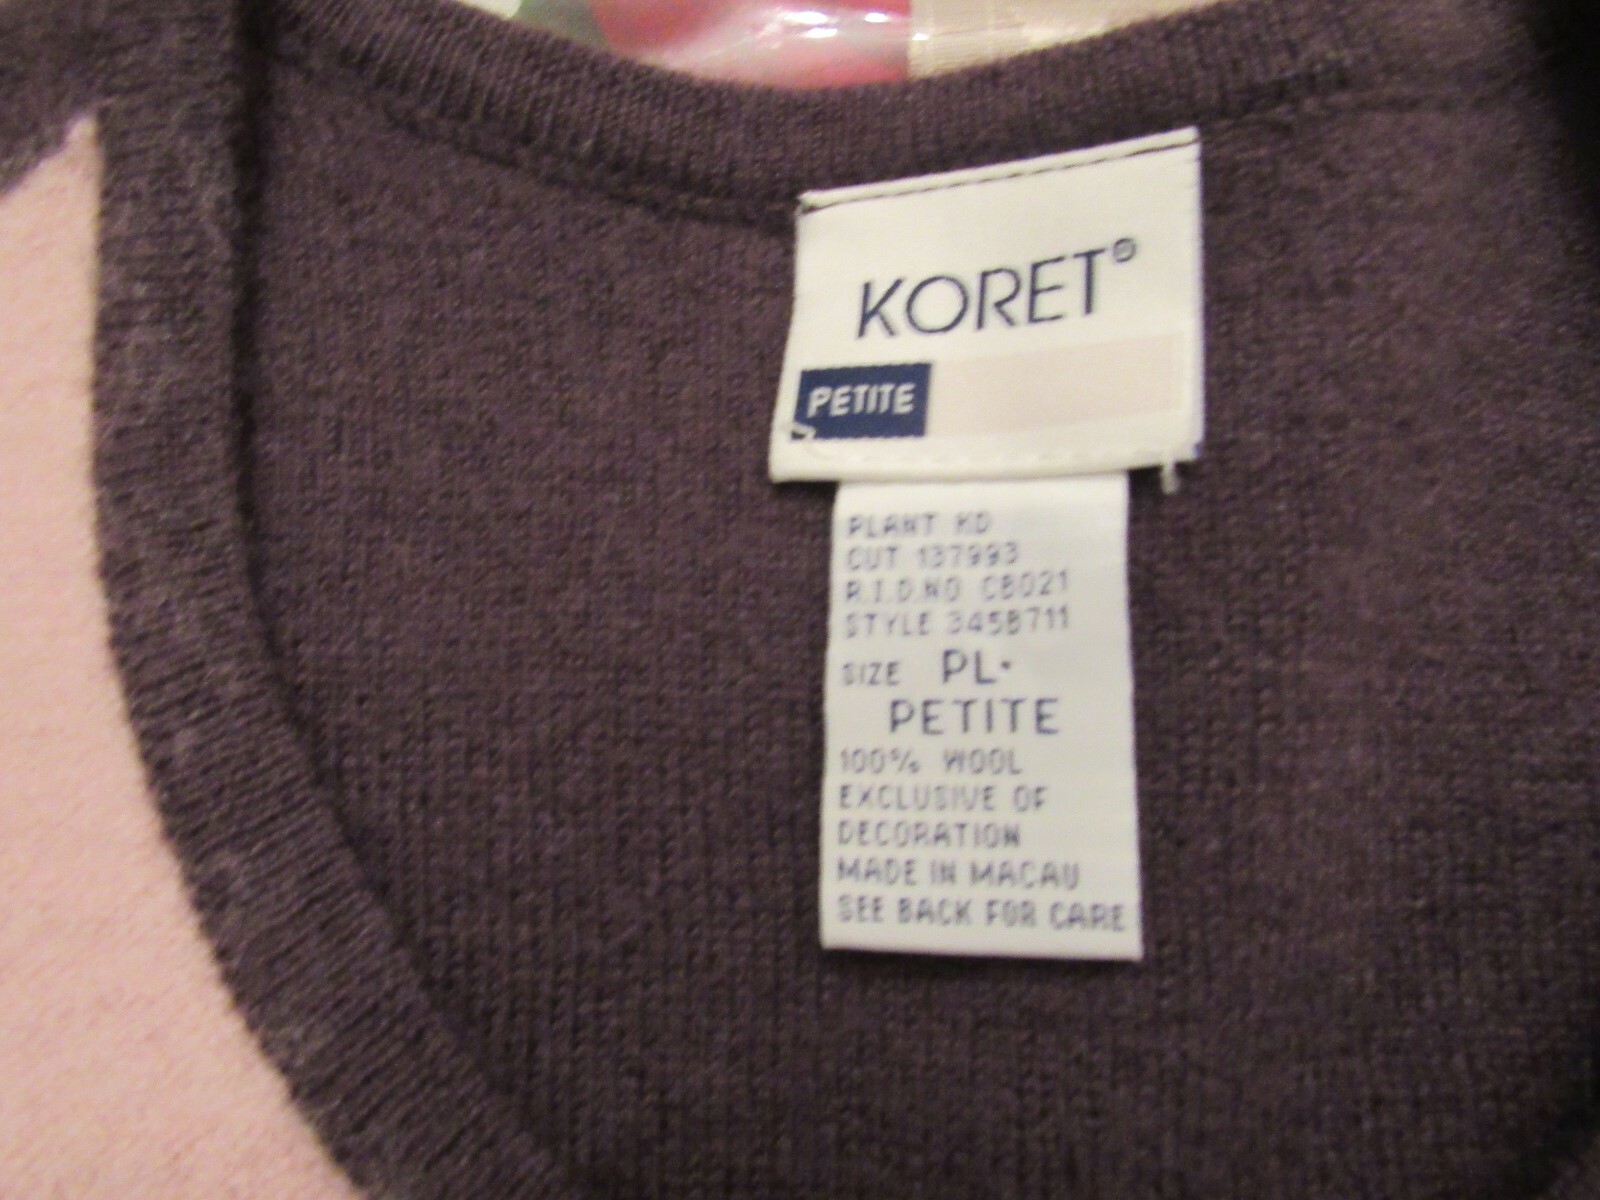 KORET®
PETITE
PLANT KD
CUT 137993
R.I.D.NO CB021
STYLE 3458711
SIZE PL.
PETITE
100% WOOL
EXCLUSIVE OF
DECORATION
MADE IN MACAU
SEE BACK FOR CARE